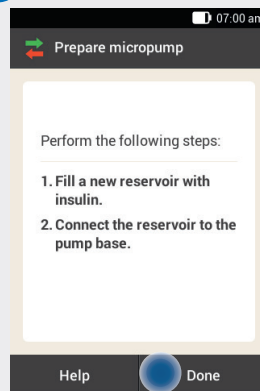 07:00 am
Prepare micropump
Perform the following steps:
1. Fill a new reservoir with
insulin.
2. Connect the reservoir to the
pump base.
Help
Done